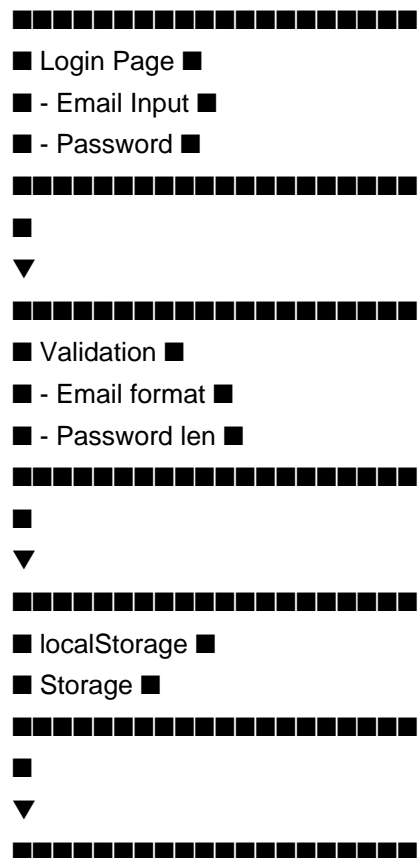 ■■■■■■■■■■■■■■■■■■■■
■ Login Page ■
■ - Email Input ■
■ - Password ■
■■■■■■■■■■■■■■■■■■■■
■
▼
■■■■■■■■■■■■■■■■■■■■
■ Validation ■
■ - Email format ■
■ - Password len ■
■■■■■■■■■■■■■■■■■■■■
■
▼
■■■■■■■■■■■■■■■■■■■■
■ localStorage ■
■ Storage ■
■■■■■■■■■■■■■■■■■■■■
■
▼
■■■■■■■■■■■■■■■■■■■■